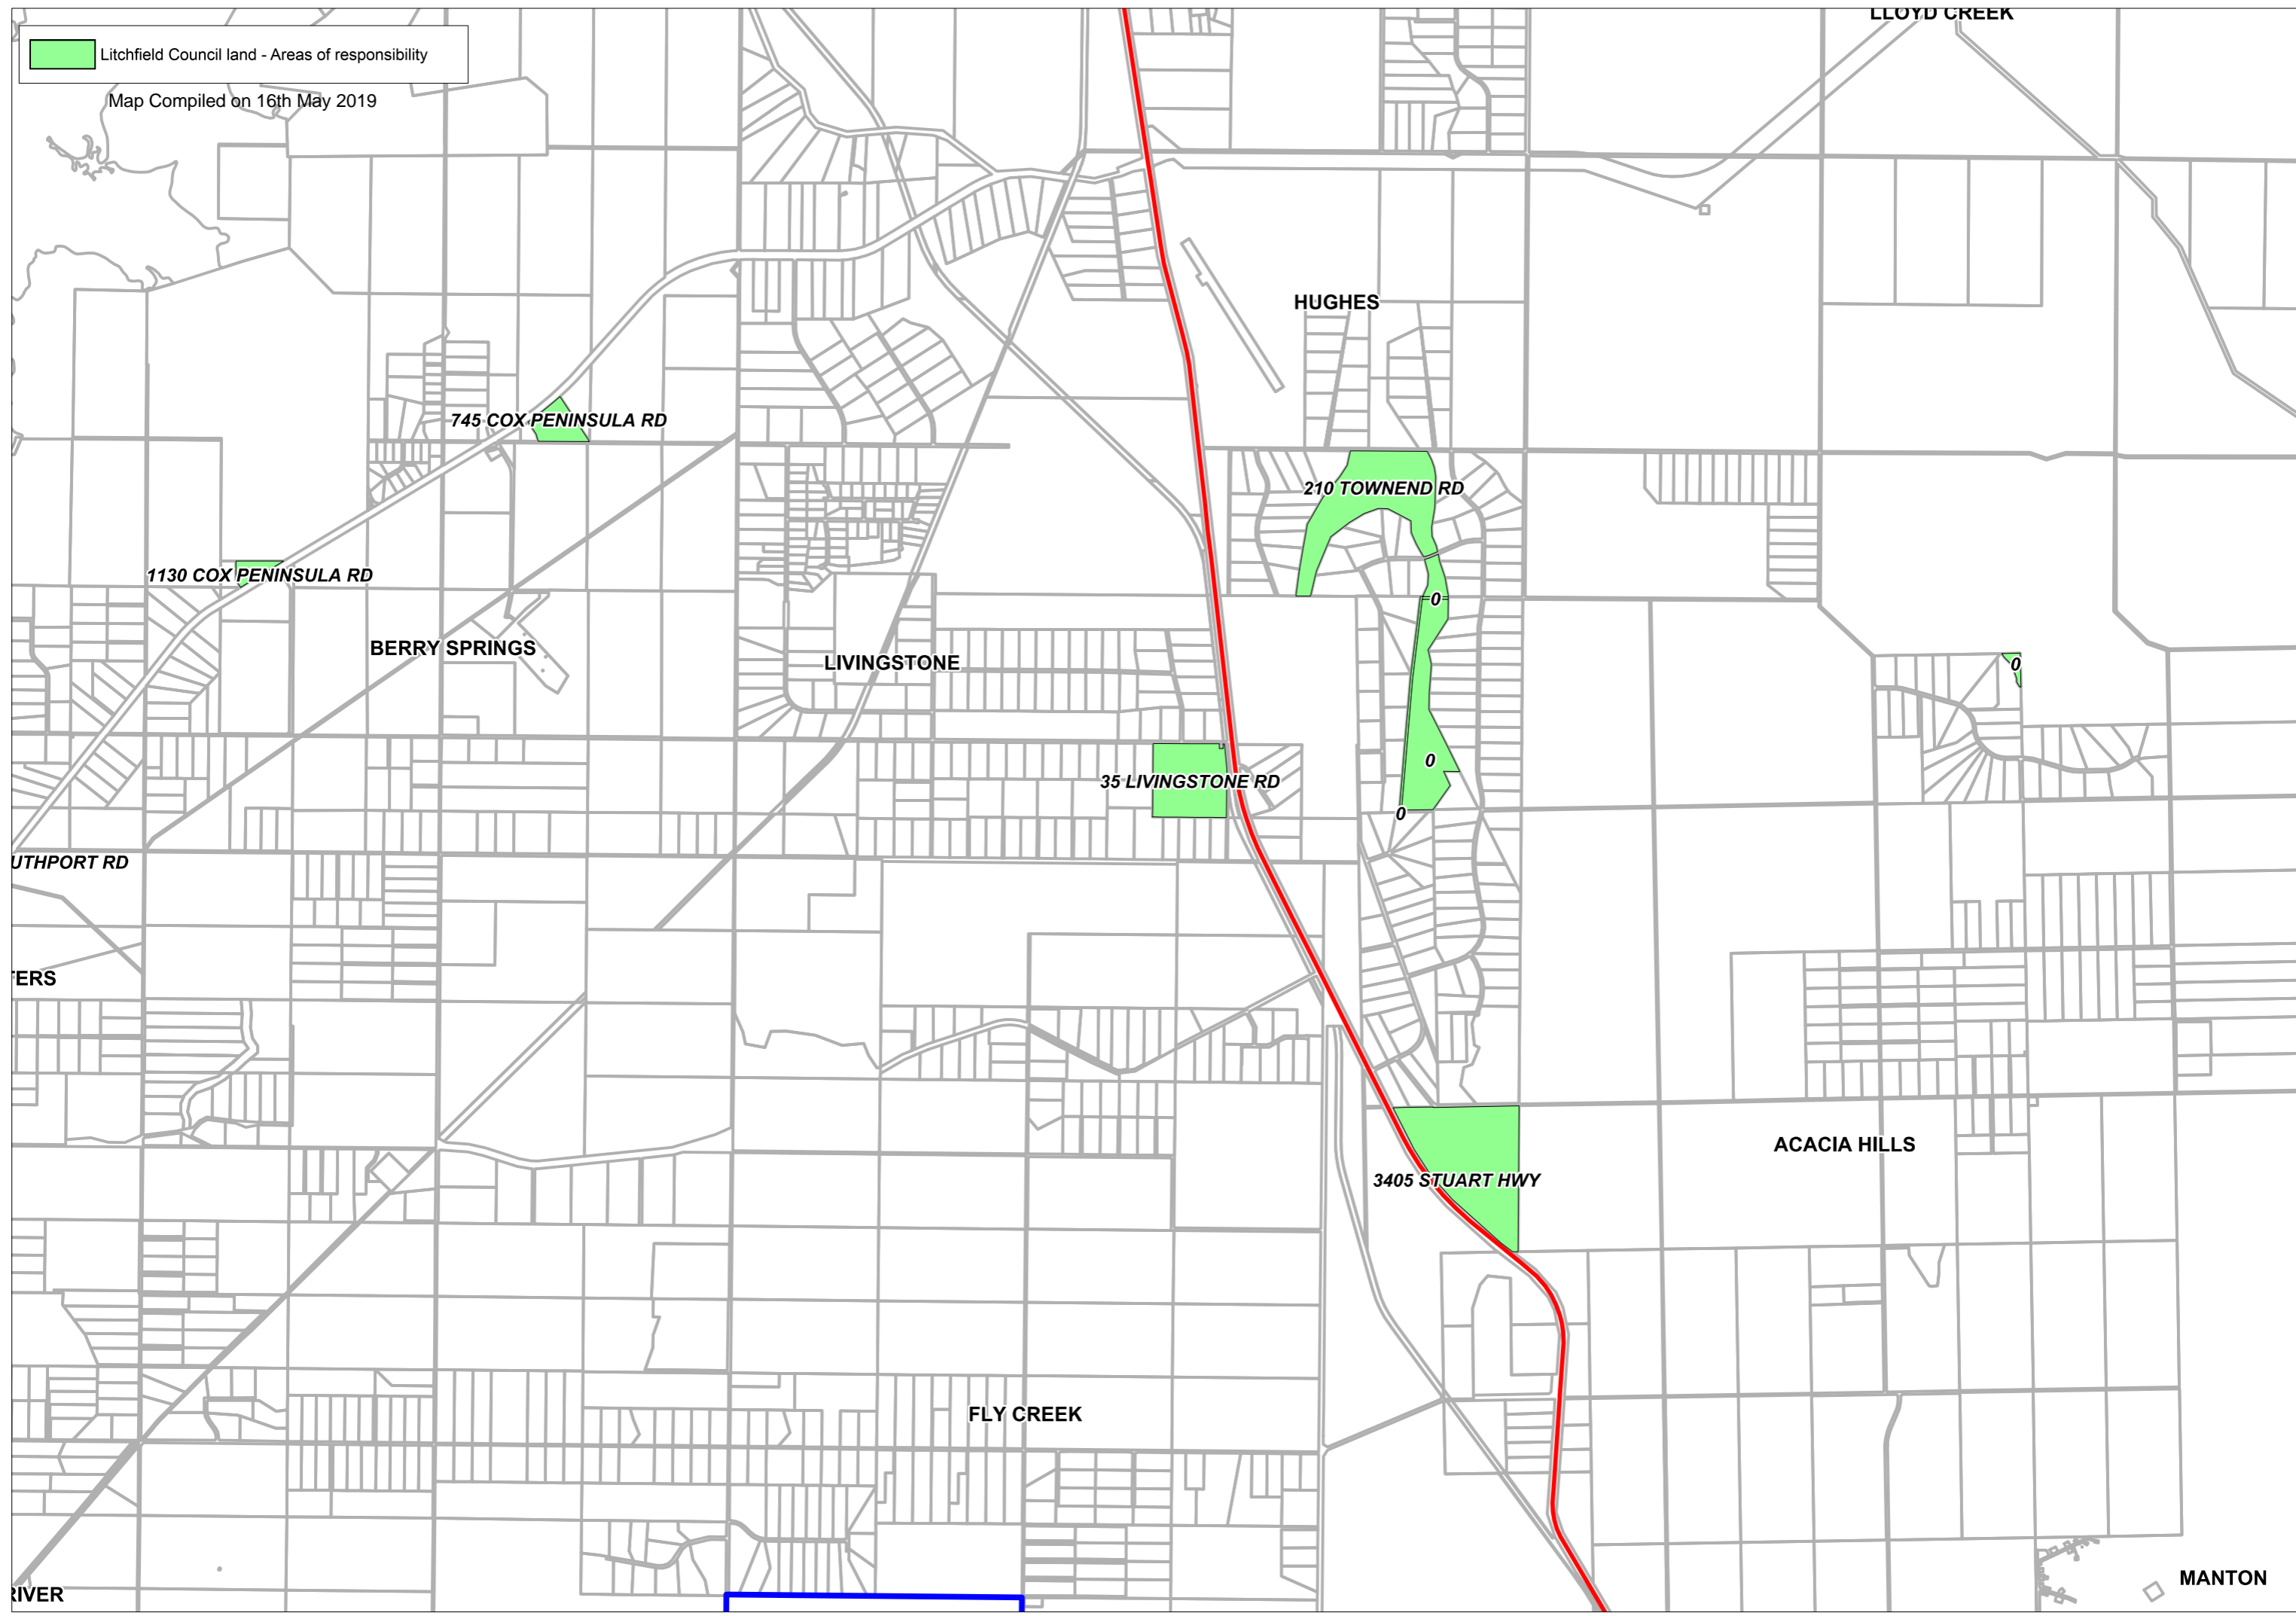 LLOYD CREEK
Litchfield Council land - Areas of responsibility
Map Compiled on 16th May 2019
HUGHES
745 COX PENINSULA RD
210 TOWNEND RD
1130 COX PENINSULA RD
0
BERRY SPRINGS
LIVINGSTONE
0
0
35 LIVINGSTONE RD
0
UTHPORT RD
TERS
ACACIA HILLS
3405 STUART HWY
FLY CREEK
MANTON
RIVER